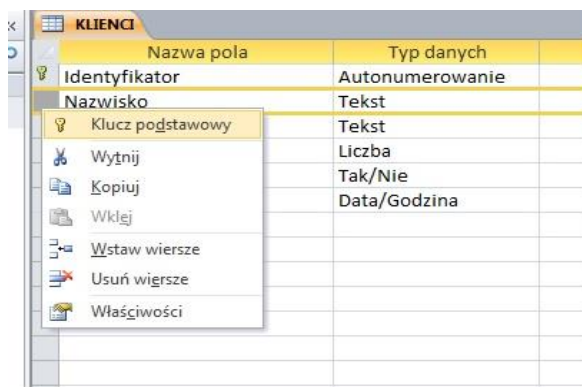 KLIENCI
Nazwa pola Typ danych
Identyfikator Autonumerowanie
Nazwisko Tekst
Klucz podstawowy Tekst
Wytnij Liczba
Kopiuj Tak/Nie
Wklej Data/Godzina
Wstaw wiersze
Usuń wiersze
Właściwości